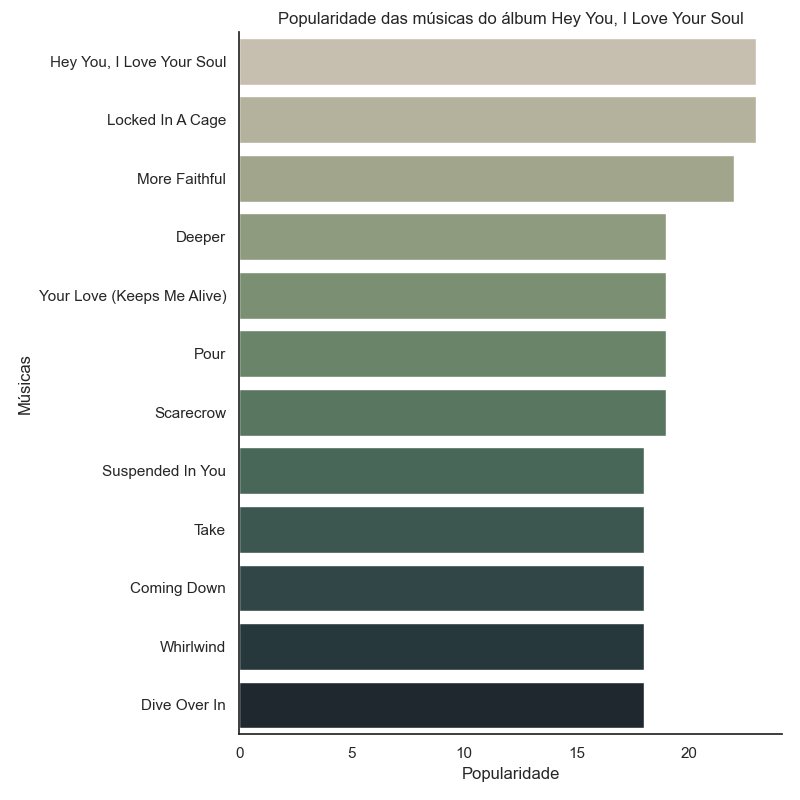 Popularidade das músicas do álbum Hey You, I Love Your Soul
Hey You, I Love Your Soul
Locked In A Cage
More Faithful
Deeper
Your Love (Keeps Me Alive)
Pour
Scarecrow
Suspended In You
Take
Coming Down
Whirlwind
Dive Over In
Músicas
0 5 10 15 20
Popularidade